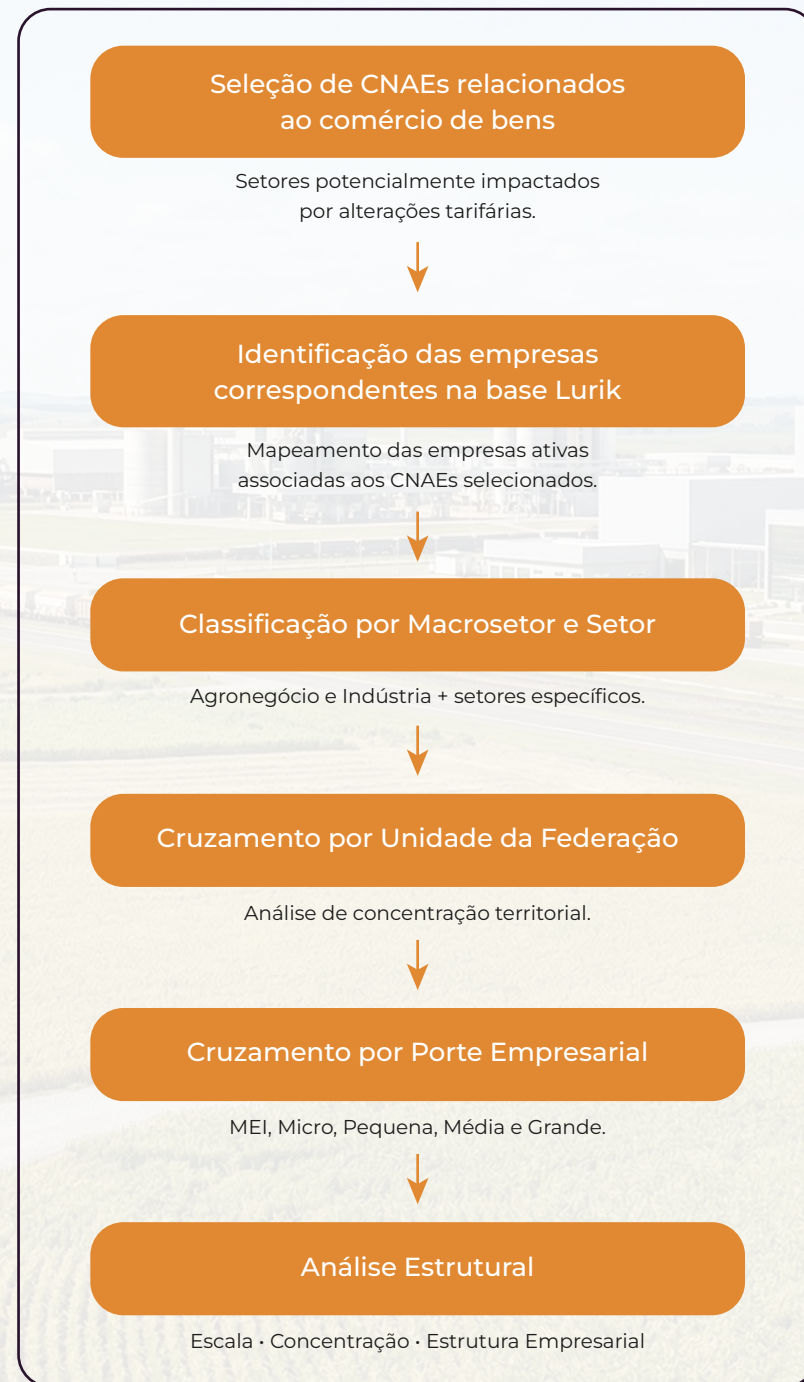 Seleção de CNAEs relacionados
ao comércio de bens
Setores potencialmente impactados
por alterações tarifárias.
Identificação das empresas
correspondentes na base Lurik
Mapeamento das empresas ativas
associadas aos CNAEs selecionados.
Classificação por Macrosetor e Setor
Agronegócio e Indústria + setores específicos.
Cruzamento por Unidade da Federação
Análise de concentração territorial.
Cruzamento por Porte Empresarial
MEI, Micro, Pequena, Média e Grande.
Análise Estrutural
Escala • Concentração • Estrutura Empresarial